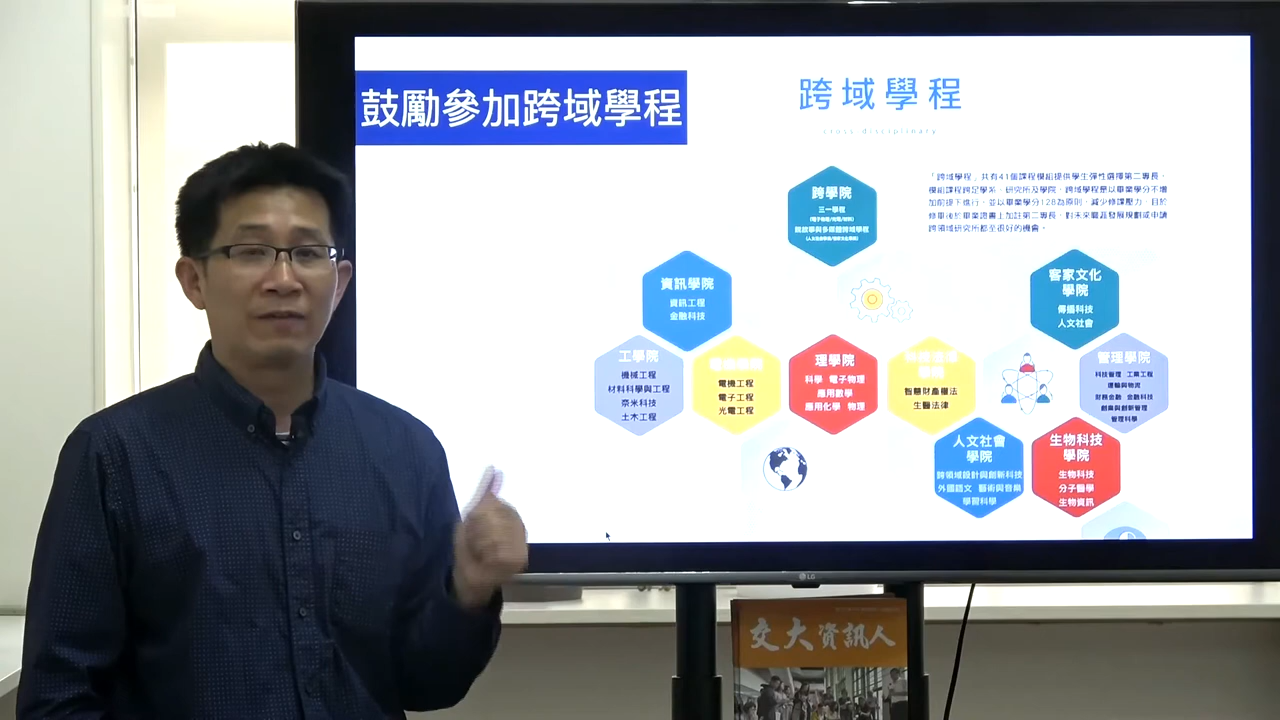 鼓勵參加跨域學程
跨域學程
cross disciplinary
「跨域學程」共有41個課程模組提供學生彈性選擇第二專長，
模組課程跨足學系、研究所及學院，跨域學程是以畢業學分不增
加前提下進行，並以畢業學分128為原則，減少修課壓力，且於
修畢後於畢業證書上加註第二專長，對未來職涯發展規劃或申請
跨領域研究所都是很好的機會。
跨學院
三一學程
說故事與多媒體跨域學程
資訊學院
資訊工程
金融科技
客家文化
學院
傳播科技
人文社會
工學院
機械工程
材料科學與工程
奈米科技
土木工程
電機工程
電子工程
光電工程
理學院
科學 電子物理
應用數學
應用化學 物理
智慧財產權法
生醫法律
管理學院
科技管理 工業工程
運輸與物流
財務金融 金融科技
創業與創新管理
管理科學
人文社會
學院
跨領域設計與創新科技
外國語文 藝術與音樂
學習科學
生物科技
學院
生物科技
分子醫學
生物資訊
LG
交大資訊人